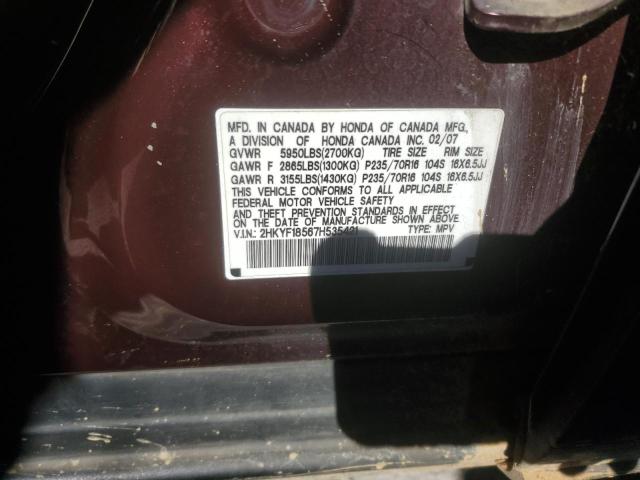 MFD. IN CANADA BY HONDA OF CANADA MFG.,
A DIVISION OF HONDA CANADA INC. 02/07
GVWR 5950LBS(2700KG) TIRE SIZE RIM SIZE
GAWR F 2865LBS(1300KG) P235/70R16 104S 16X6.5JJ
GAWR R 3155LBS(1430KG) P235/70R16 104S 16X6.5JJ
THIS VEHICLE CONFORMS TO ALL APPLICABLE
FEDERAL MOTOR VEHICLE SAFETY
AND THEFT PREVENTION STANDARDS IN EFFECT
ON THE DATE OF MANUFACTURE SHOWN ABOVE.
V.I.N.: 2HKYF18567H535421 TYPE: MPV